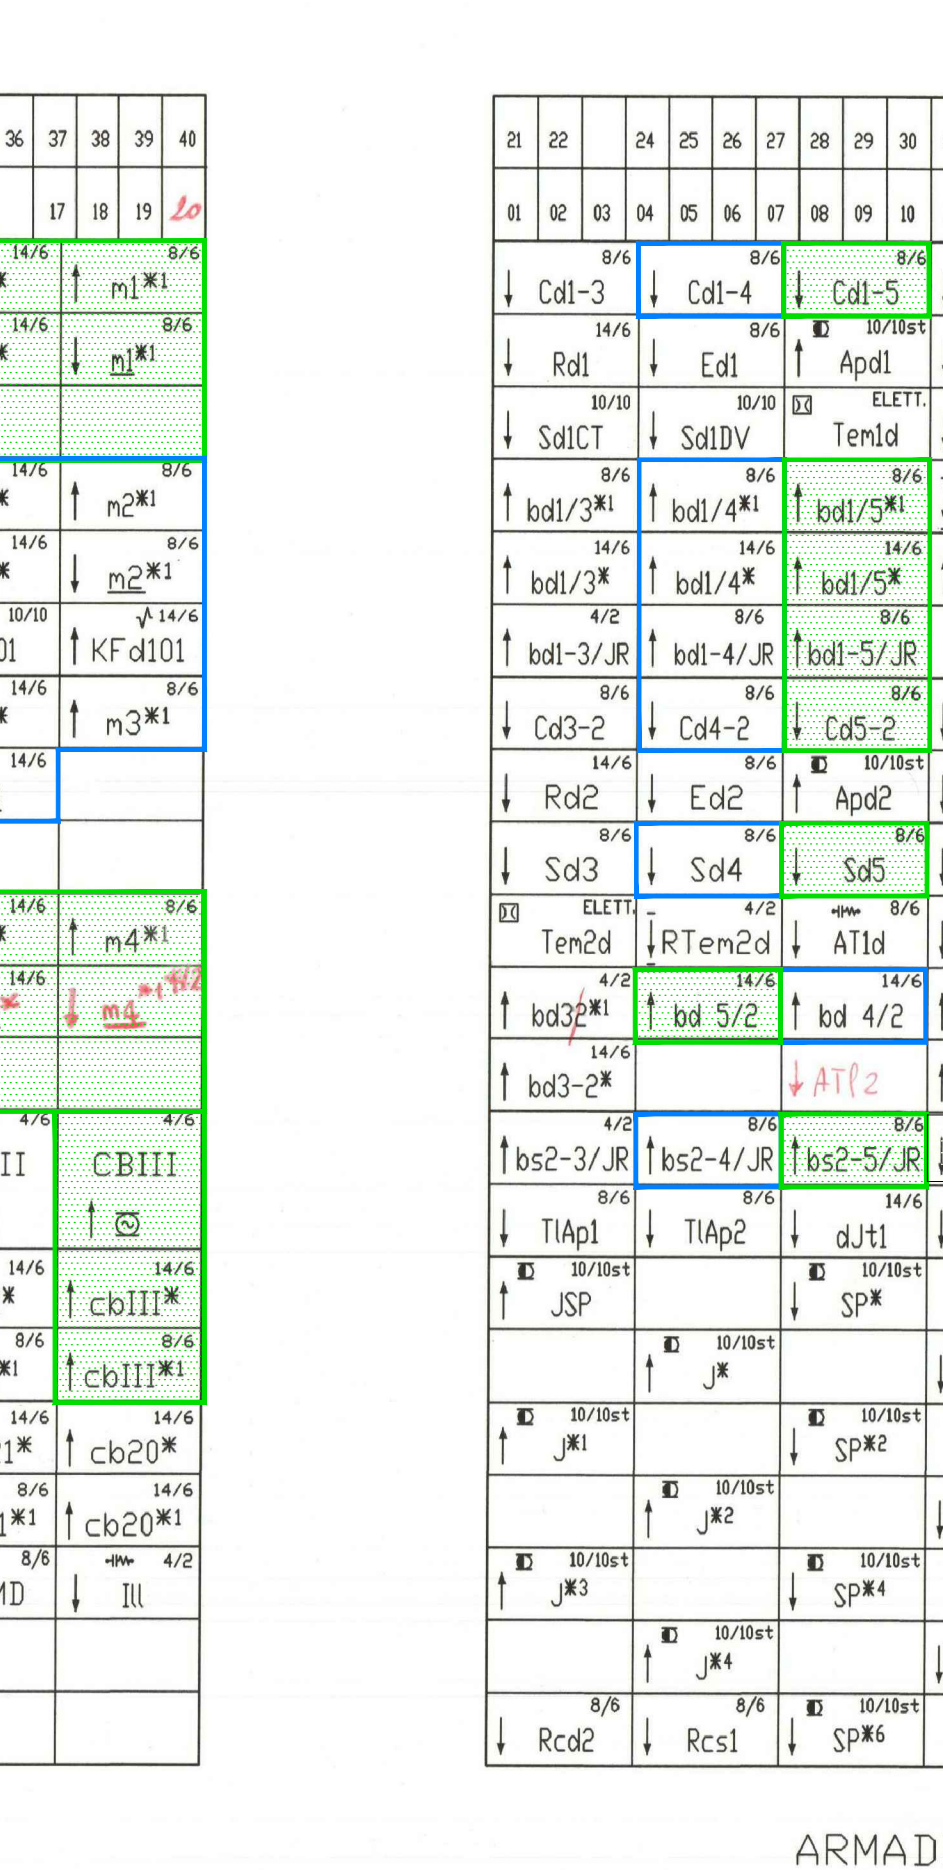 36 37 38 39 40
17 18 19 20
14/6 8/6
* ↑ m1*1
14/6 8/6
* ↓ m1*1
14/6 8/6
* ↑ m2*1
14/6 8/6
* ↓ m2*1
10/10 14/6
01 ↑ KFd101
14/6 8/6
* ↑ m3*1
14/6
14/6 8/6
* ↑ m4*1
14/6 4/2
* ↓ m4*1
4/6 4/6
II CBIII
↑
14/6 14/6
* ↑ cbIII*
8/6 8/6
*1 ↑ cbIII*1
14/6 14/6
1* ↑ cb20*
8/6 14/6
1*1 ↑ cb20*1
8/6 4/2
MD ↓ Ill
21 22 24 25 26 27 28 29 30
01 02 03 04 05 06 07 08 09 10
8/6 8/6 8/6
↓ Cd1-3 ↓ Cd1-4 ↓ Cd1-5
14/6 8/6 10/10st
↓ Rd1 ↓ Ed1 ↑ Apd1
10/10 10/10 ELETT.
↓ Sd1CT ↓ Sd1DV Tem1d
8/6 8/6 8/6
↑ bd1/3*1 ↑ bd1/4*1 ↑ bd1/5*1
14/6 14/6 14/6
↑ bd1/3* ↑ bd1/4* ↑ bd1/5*
4/2 8/6 8/6
↑ bd1-3/JR ↑ bd1-4/JR ↑ bd1-5/JR
8/6 8/6 8/6
↓ Cd3-2 ↓ Cd4-2 ↓ Cd5-2
14/6 8/6 10/10st
↓ Rd2 ↓ Ed2 ↑ Apd2
8/6 8/6 8/6
↓ Sd3 ↓ Sd4 ↓ Sd5
ELETT. 4/2 8/6
Tem2d ↓ RTem2d ↓ AT1d
4/2 14/6 14/6
↑ bd32*1 ↑ bd 5/2 ↑ bd 4/2
14/6
↑ bd3-2* ↓ ATP2
4/2 8/6 8/6
↑ bs2-3/JR ↑ bs2-4/JR ↑ bs2-5/JR
8/6 8/6 14/6
↓ TlAp1 ↓ TlAp2 ↓ dJt1
10/10st 10/10st
↑ JSP ↓ SP*
10/10st
↑ J*
10/10st 10/10st
↑ J*1 ↓ SP*2
10/10st
↑ J*2
10/10st 10/10st
↑ J*3 ↓ SP*4
10/10st
↑ J*4
8/6 8/6 10/10st
↓ Rcd2 ↓ Rcs1 ↓ SP*6
ARMAD